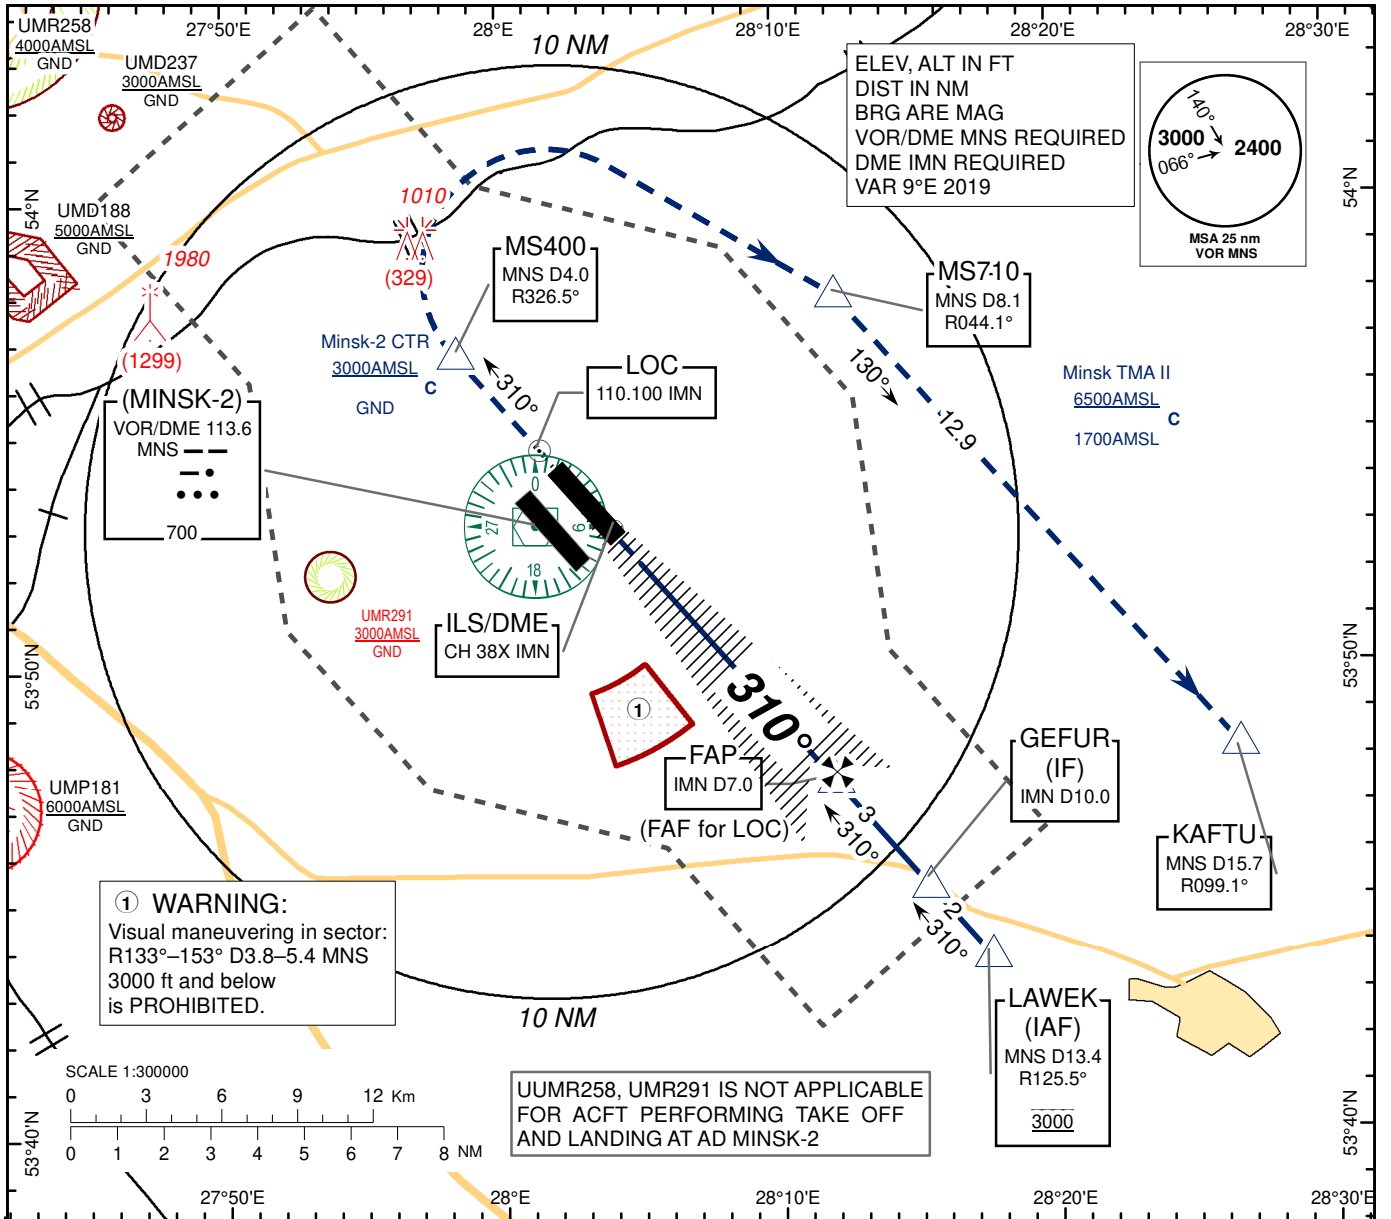 27°50'E
28°E
28°10'E
28°20'E
28°30'E
UMR258
4000AMSL
GND
UMD237
3000AMSL
GND
10 NM
ELEV, ALT IN FT
DIST IN NM
BRG ARE MAG
VOR/DME MNS REQUIRED
DME IMN REQUIRED
VAR 9°E 2019
140°
3000
066°
2400
MSA 25 nm
VOR MNS
54°N
54°N
UMD188
5000AMSL
GND
1980
(1299)
1010
(329)
MS400
MNS D4.0
R326.5°
MS710
MNS D8.1
R044.1°
Minsk-2 CTR
3000AMSL
C
GND
310°
LOC
110.100 IMN
130°
12.9
Minsk TMA II
6500AMSL
C
1700AMSL
(MINSK-2)
VOR/DME 113.6
MNS
700
0
27
6
18
UMR291
3000AMSL
GND
ILS/DME
CH 38X IMN
53°50'N
53°50'N
1
310°
FAP
IMN D7.0
(FAF for LOC)
3
310°
GEFUR
(IF)
IMN D10.0
KAFTU
MNS D15.7
R099.1°
UMP181
6000AMSL
GND
2
310°
1 WARNING:
Visual maneuvering in sector:
R133°–153° D3.8–5.4 MNS
3000 ft and below
is PROHIBITED.
10 NM
LAWEK
(IAF)
MNS D13.4
R125.5°
3000
SCALE 1:300000
0 3 6 9 12 Km
0 1 2 3 4 5 6 7 8 NM
UUMR258, UMR291 IS NOT APPLICABLE
FOR ACFT PERFORMING TAKE OFF
AND LANDING AT AD MINSK-2
53°40'N
53°40'N
27°50'E
28°E
28°10'E
28°20'E
28°30'E